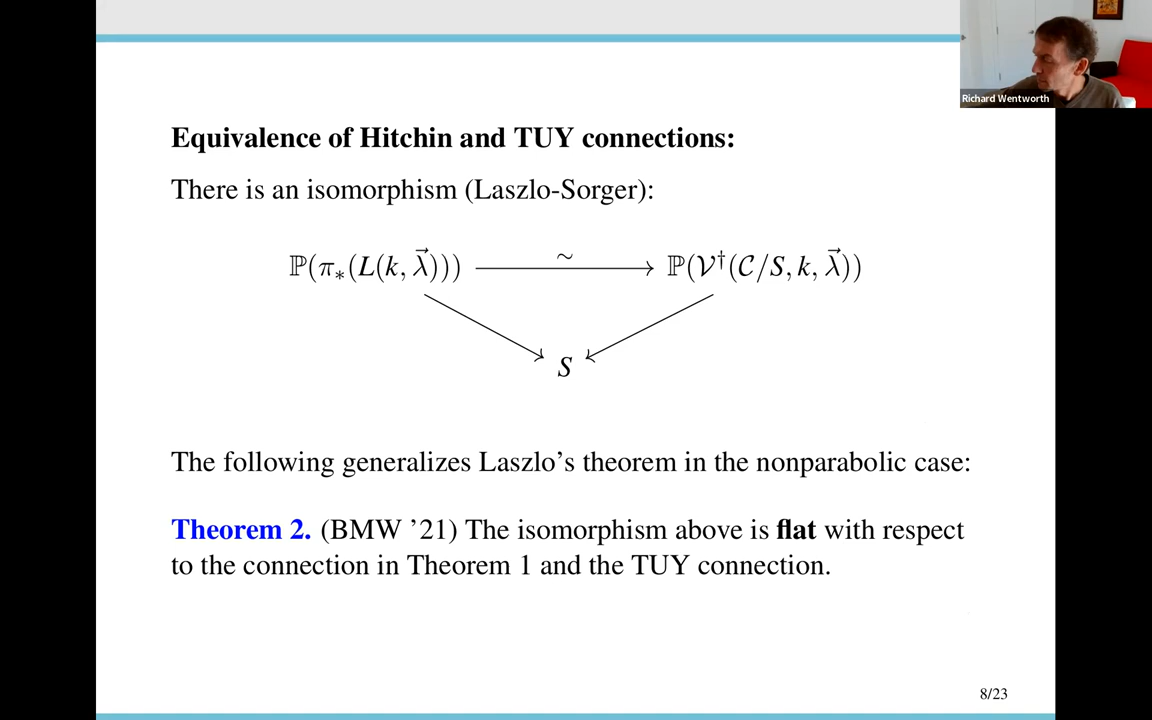 Richard Wentworth
Equivalence of Hitchin and TUY connections:
There is an isomorphism (Laszlo-Sorger):
ℙ(π∗(L(k, λ⃗))) ∼ ℙ(𝒱†(𝒞/S, k, λ⃗))
S
The following generalizes Laszlo’s theorem in the nonparabolic case:
Theorem 2. (BMW ’21) The isomorphism above is flat with respect
to the connection in Theorem 1 and the TUY connection.
8/23